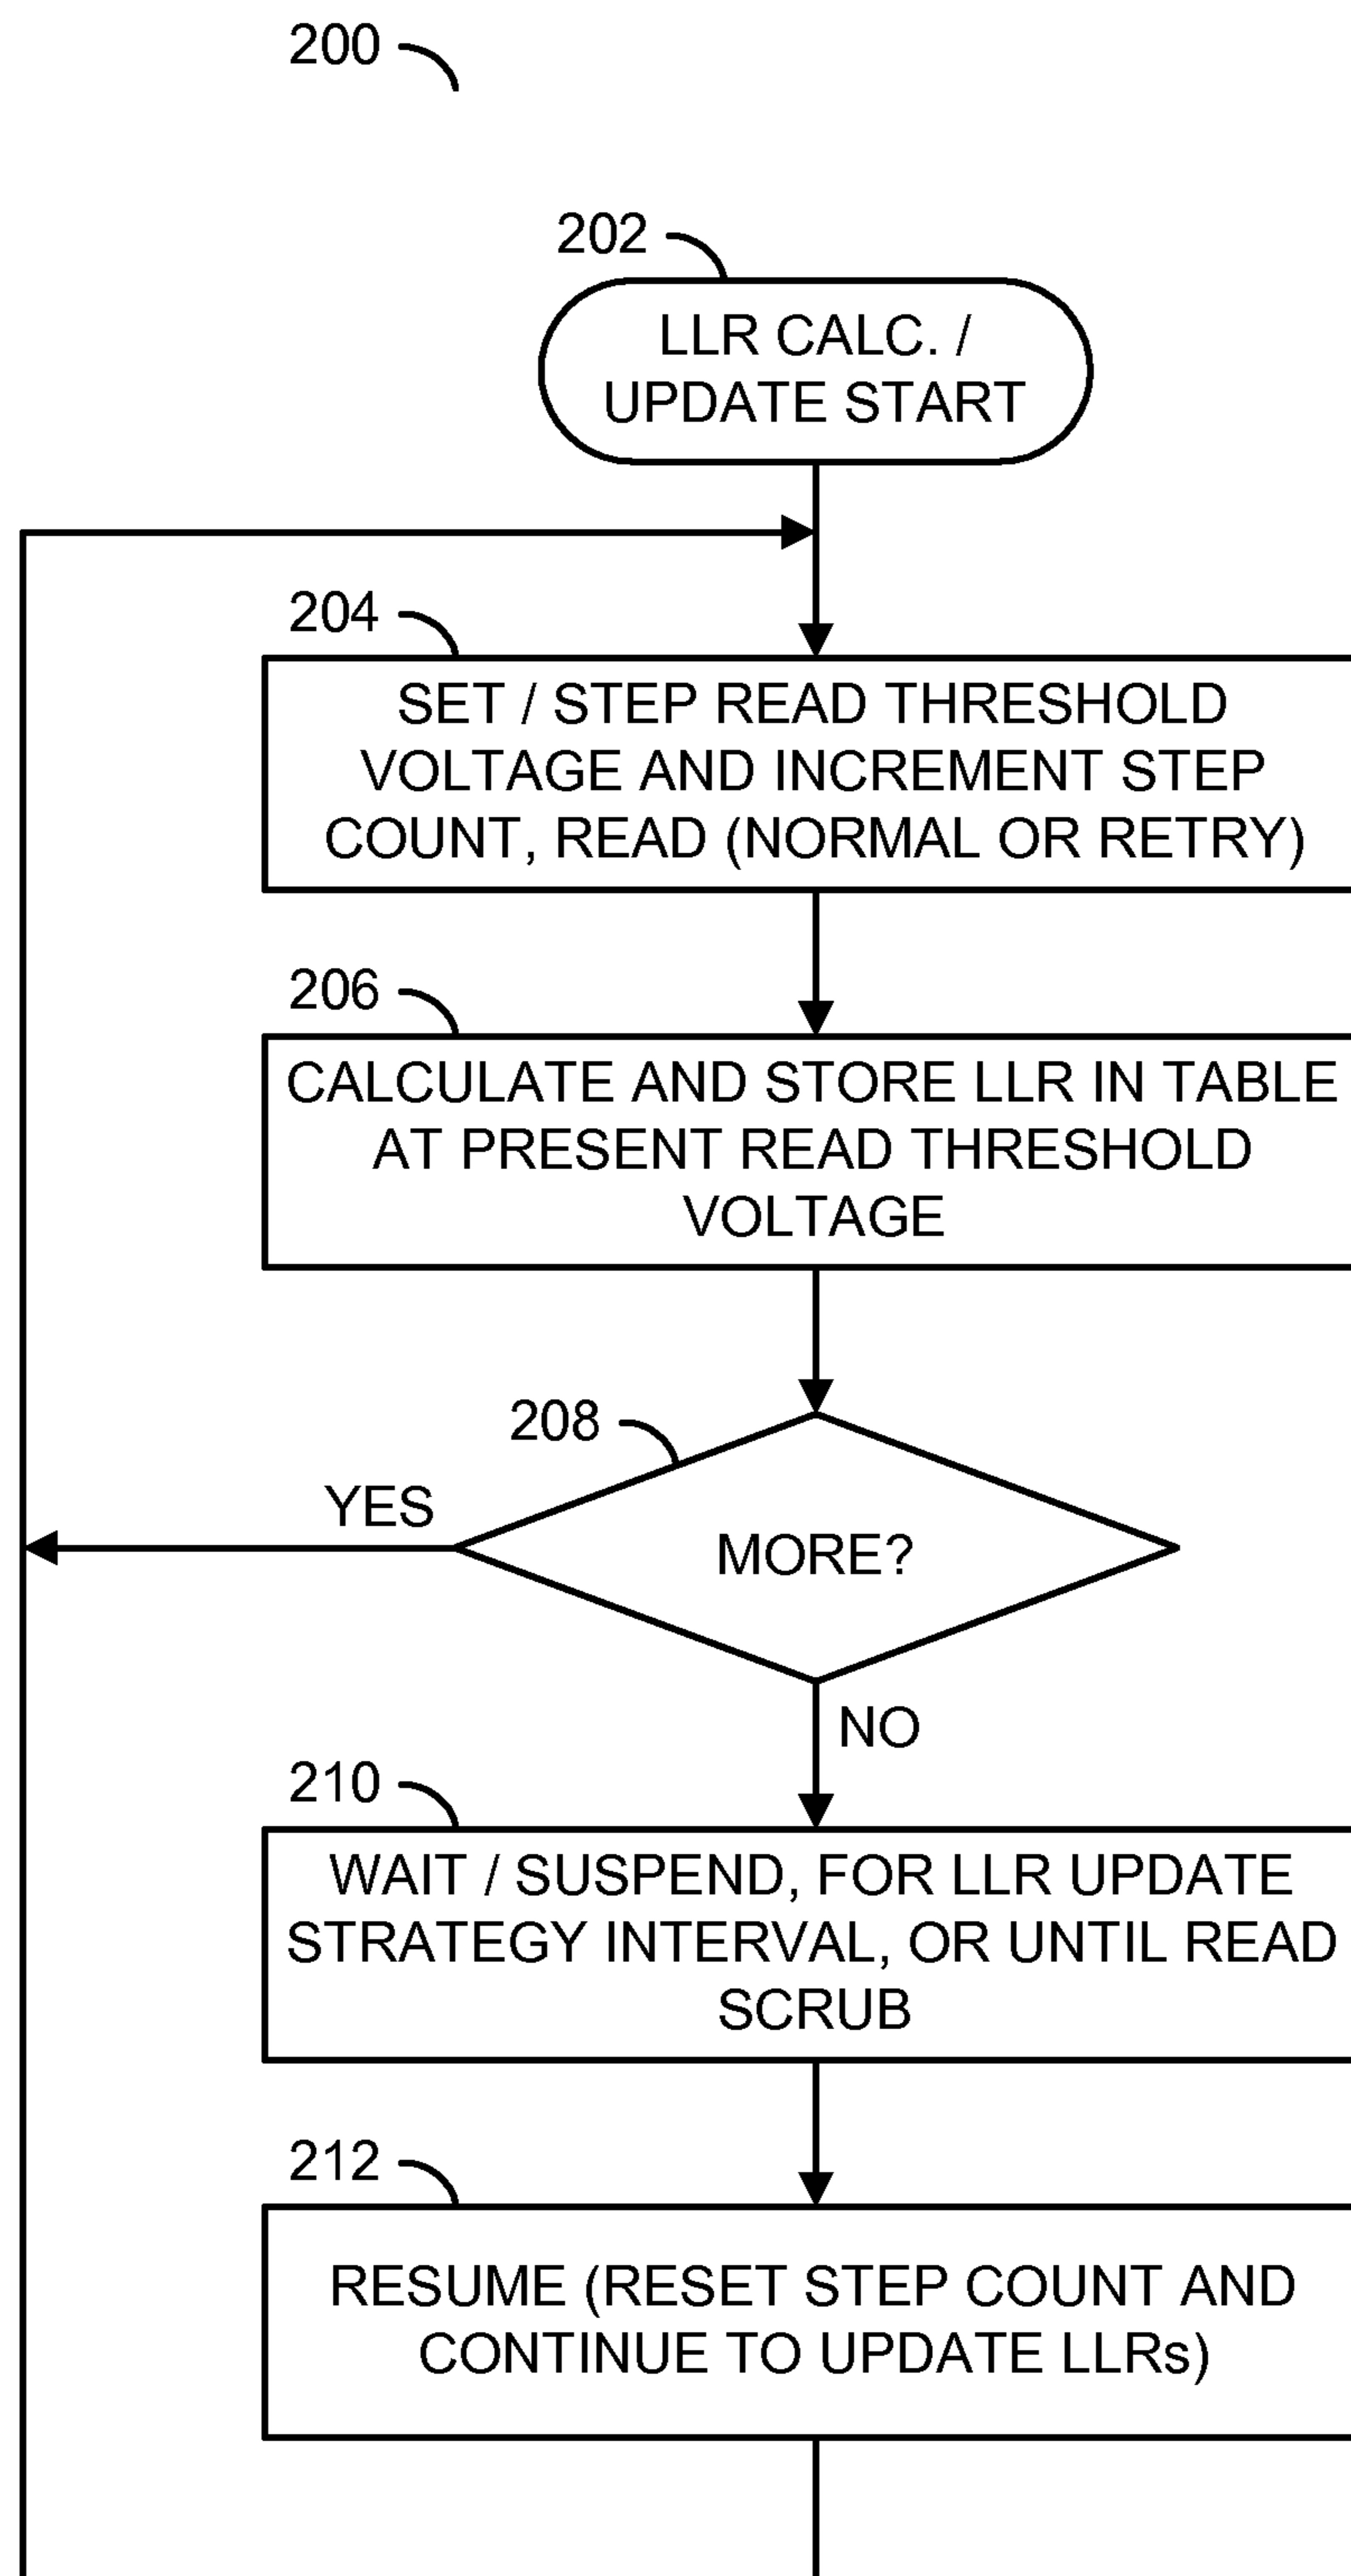 200
202
LLR CALC. /
UPDATE START
204
SET / STEP READ THRESHOLD
VOLTAGE AND INCREMENT STEP
COUNT, READ (NORMAL OR RETRY)
206
CALCULATE AND STORE LLR IN TABLE
AT PRESENT READ THRESHOLD
VOLTAGE
208
YES
MORE?
NO
210
WAIT / SUSPEND, FOR LLR UPDATE
STRATEGY INTERVAL, OR UNTIL READ
SCRUB
212
RESUME (RESET STEP COUNT AND
CONTINUE TO UPDATE LLRs)